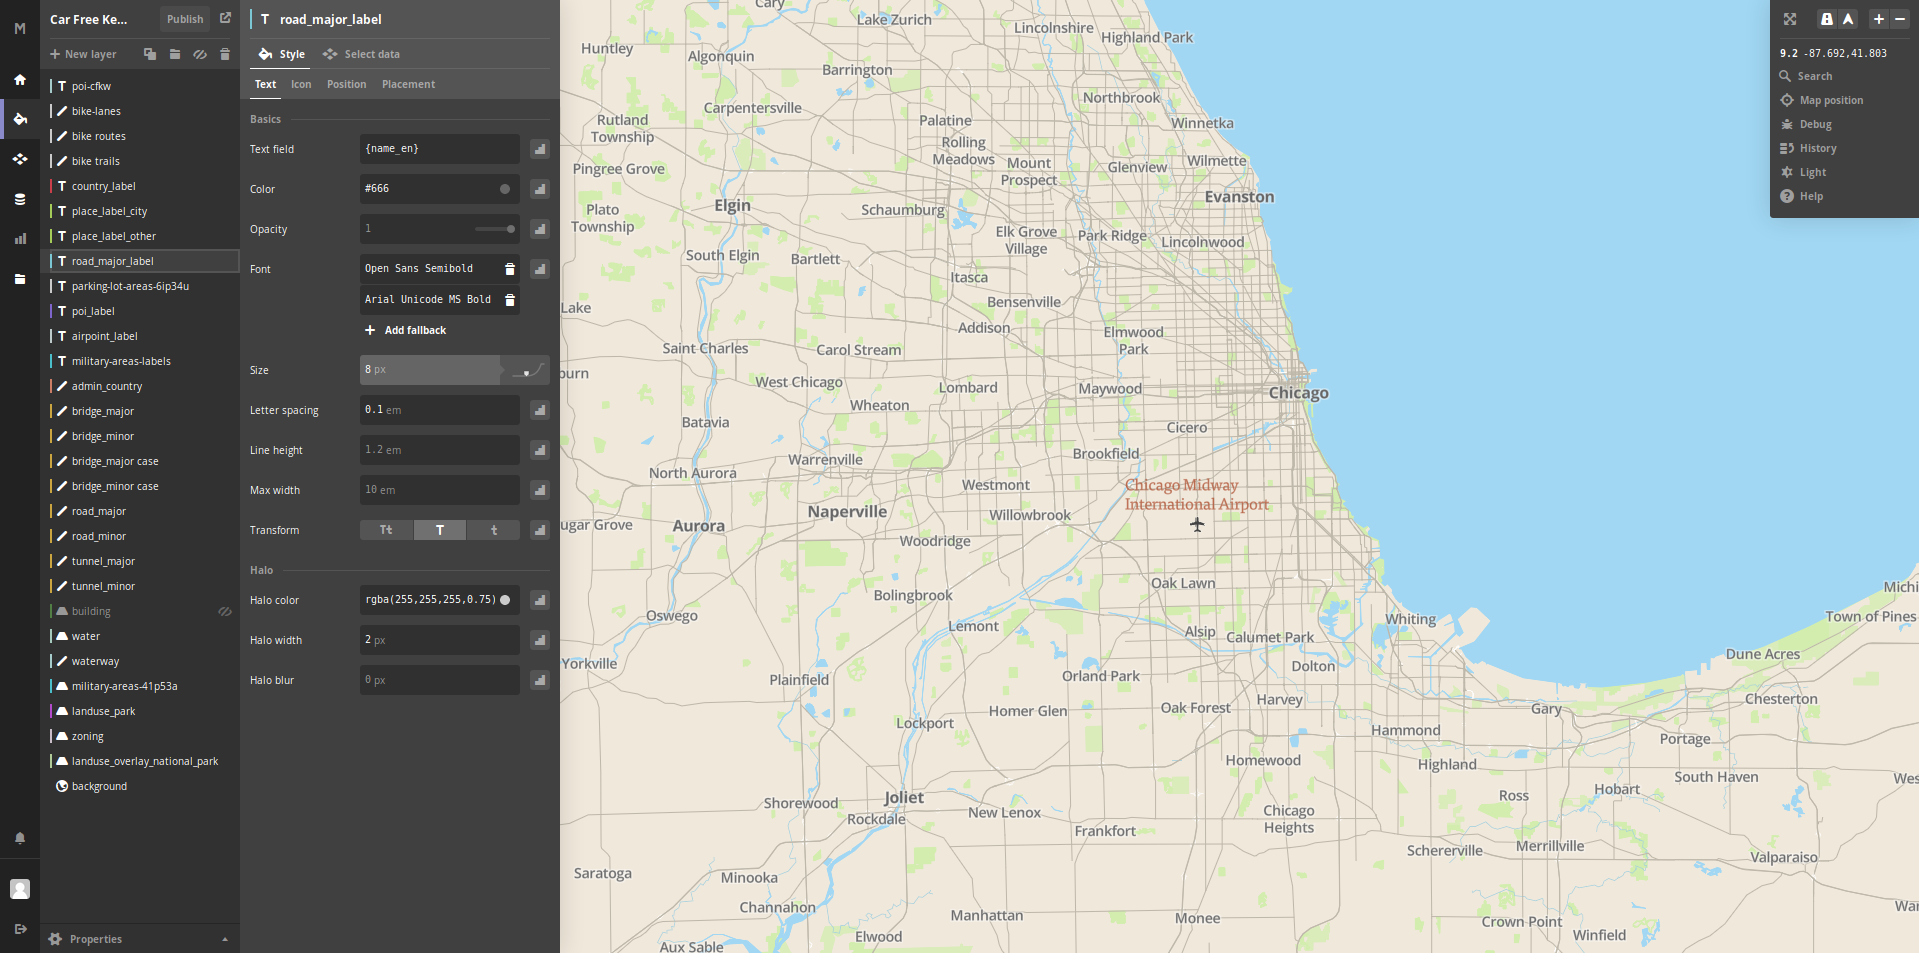 M
Car Free Ke...
Publish
New layer
poi-cfkw
bike-lanes
bike routes
bike trails
country_label
place_label_city
place_label_other
road_major_label
parking-lot-areas-6ip34u
poi_label
airpoint_label
military-areas-labels
admin_country
bridge_major
bridge_minor
bridge_major case
bridge_minor case
road_major
road_minor
tunnel_major
tunnel_minor
building
water
waterway
military-areas-41p53a
landuse_park
zoning
landuse_overlay_national_park
background
Properties
T road_major_label
Style Select data
Text Icon Position Placement
Basics
Text field {name_en}
Color #666
Opacity 1
Font Open Sans Semibold
Arial Unicode MS Bold
Add fallback
Size 8 px
Letter spacing 0.1 em
Line height 1.2 em
Max width 10 em
Transform Tt T t
Halo
Halo color rgba(255,255,255,0.75)
Halo width 2 px
Halo blur 0 px
Cary
Lake Zurich
Lincolnshire
Highland Park
Huntley
Algonquin
Barrington
Carpentersville
Northbrook
Rutland
Township
Palatine
Winnetka
Rolling
Meadows
Mount
Prospect
Glenview
Wilmette
Pingree Grove
Evanston
Plato
Township
Elgin
Schaumburg
Elk Grove
Village
Park Ridge
Lincolnwood
South Elgin
Bartlett
Itasca
Bensenville
Lake
Addison
Elmwood
Park
Saint Charles
Carol Stream
burn
West Chicago
Lombard
Maywood
Chicago
Wheaton
Batavia
Cicero
Brookfield
Warrenville
North Aurora
Westmont
Chicago Midway
International Airport
Naperville
Willowbrook
ugar Grove
Aurora
Woodridge
Oak Lawn
Bolingbrook
Oswego
Lemont
Alsip
Calumet Park
Whiting
Michi
Town of Pines
Yorkville
Dolton
Dune Acres
Plainfield
Orland Park
Harvey
Chesterton
Homer Glen
Oak Forest
Gary
Lockport
Hammond
Portage
Homewood
Highland
South Haven
Wes
Joliet
Shorewood
Rockdale
New Lenox
Chicago
Heights
Ross
Hobart
Frankfort
Schererville
Merrillville
Valparaiso
Saratoga
Minooka
Channahon
Manhattan
Monee
Crown Point
Winfield
War
Elwood
Aux Sable
9.2 -87.692,41.803
Search
Map position
Debug
History
Light
Help